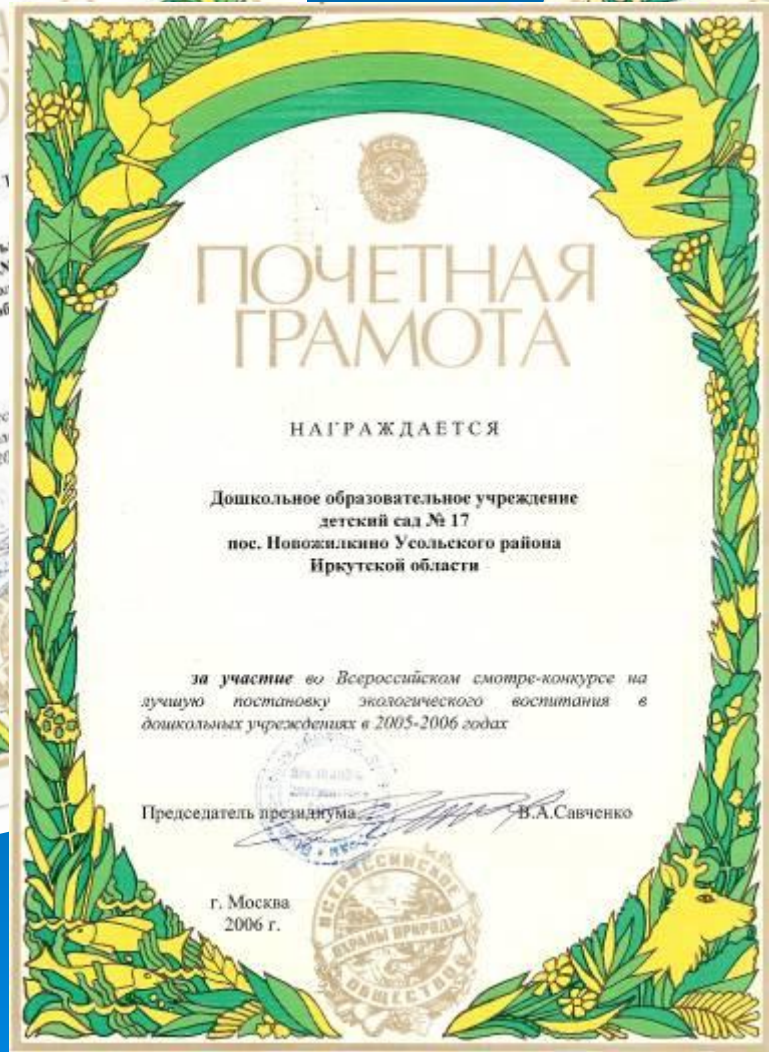 СССР
ПОЧЕТНАЯ
ГРАМОТА
НАГРАЖДАЕТСЯ
Дошкольное образовательное учреждение
детский сад № 17
пос. Новожилкино Усольского района
Иркутской области
за участие во Всероссийском смотре-конкурсе на
лучшую постановку экологического воспитания в
дошкольных учреждениях в 2005-2006 годах
Председатель президиума
В.А.Савченко
г. Москва
2006 г.
ВСЕРОССИЙСКОЕ
ОХРАНЫ ПРИРОДЫ
ОБЩЕСТВО